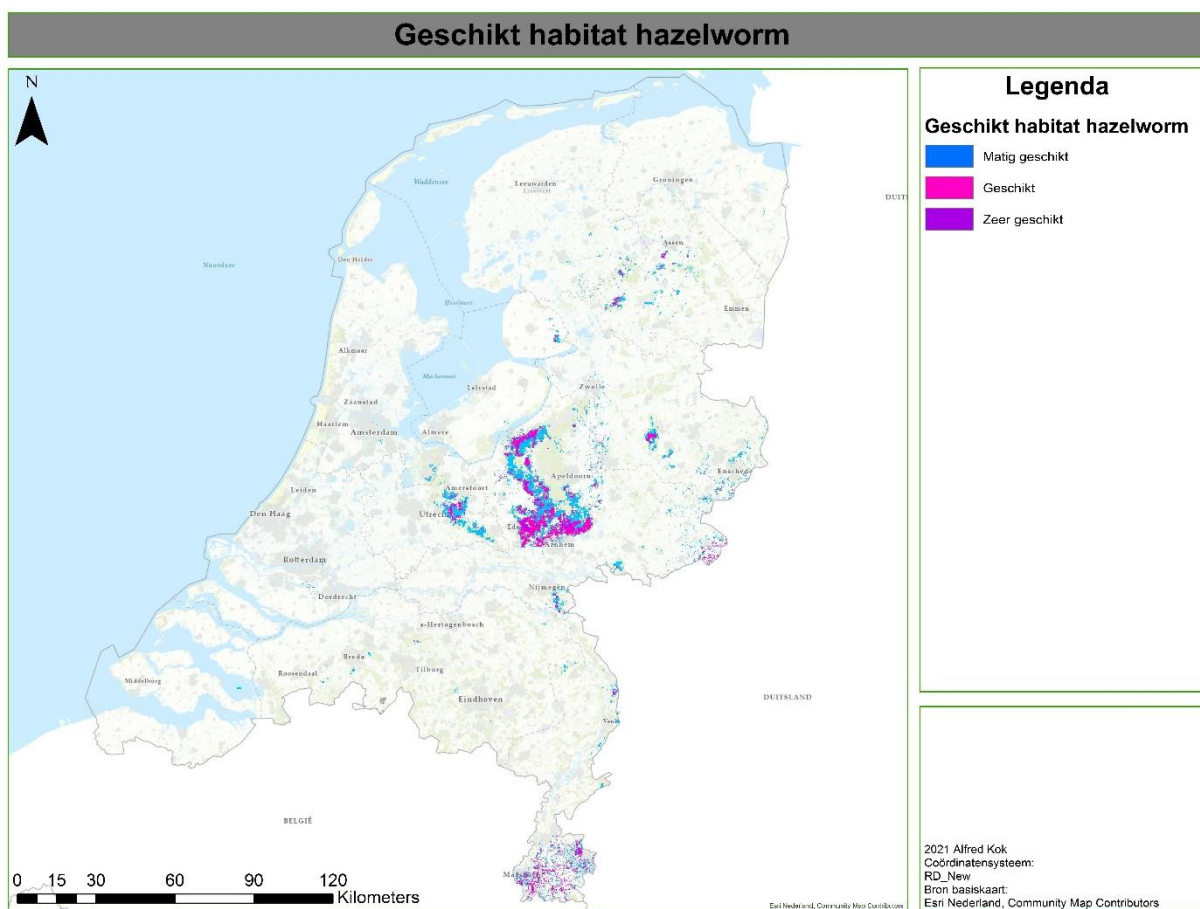 Geschikt habitat hazelworm
N
Waddenzee
Leeuwarden
Groningen
DUIT
Assen
Den Helder
Noordzee
IJsselmeer
Emmen
Alkmaar
Markermeer
Lelystad
Zwolle
Zaanstad
Haarlem
Amsterdam
Almere
Enschede
Apeldoorn
Amersfoort
Leiden
Den Haag
Utrech
Ede
Arnhem
Rotterdam
Nijmegen
Dordrecht
s-Hertogenbosch
Breda
Tilburg
Roosendaal
Middelburg
Eindhoven
DUITSLAND
Venlo
BELGIË
0 15 30 60 90 120
Kilometers
Esri Nederland, Community Map Contributors
Legenda
Geschikt habitat hazelworm
Matig geschikt
Geschikt
Zeer geschikt
2021 Alfred Kok
Coördinatensysteem:
RD_New
Bron basiskaart:
Esri Nederland, Community Map Contributors